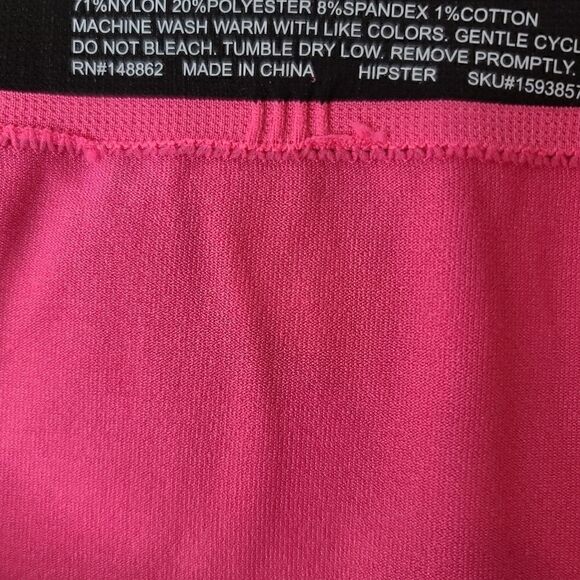 71%NYLON 20%POLYESTER 8%SPANDEX 1%COTTON
MACHINE WASH WARM WITH LIKE COLORS. GENTLE CYCL
DO NOT BLEACH. TUMBLE DRY LOW. REMOVE PROMPTLY.
RN#148862 MADE IN CHINA HIPSTER SKU#1593857